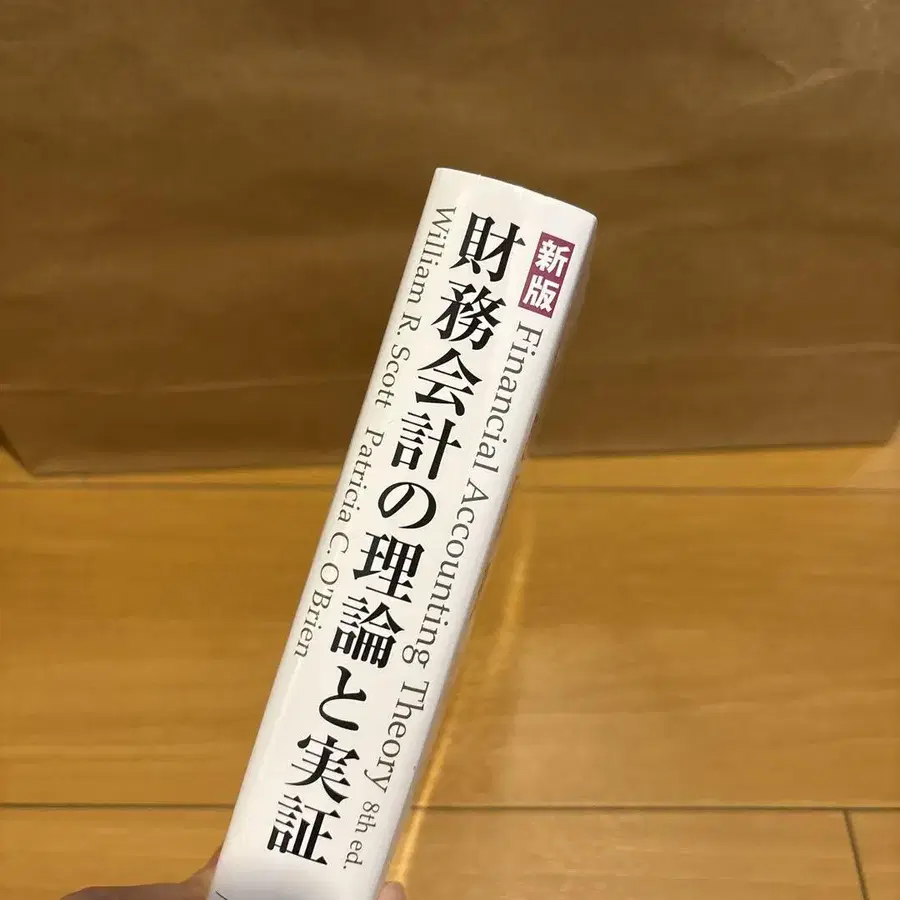 新版
Financial Accounting Theory 8th ed.
財務会計の理論と実証
William R. Scott Patricia C. O'Brien